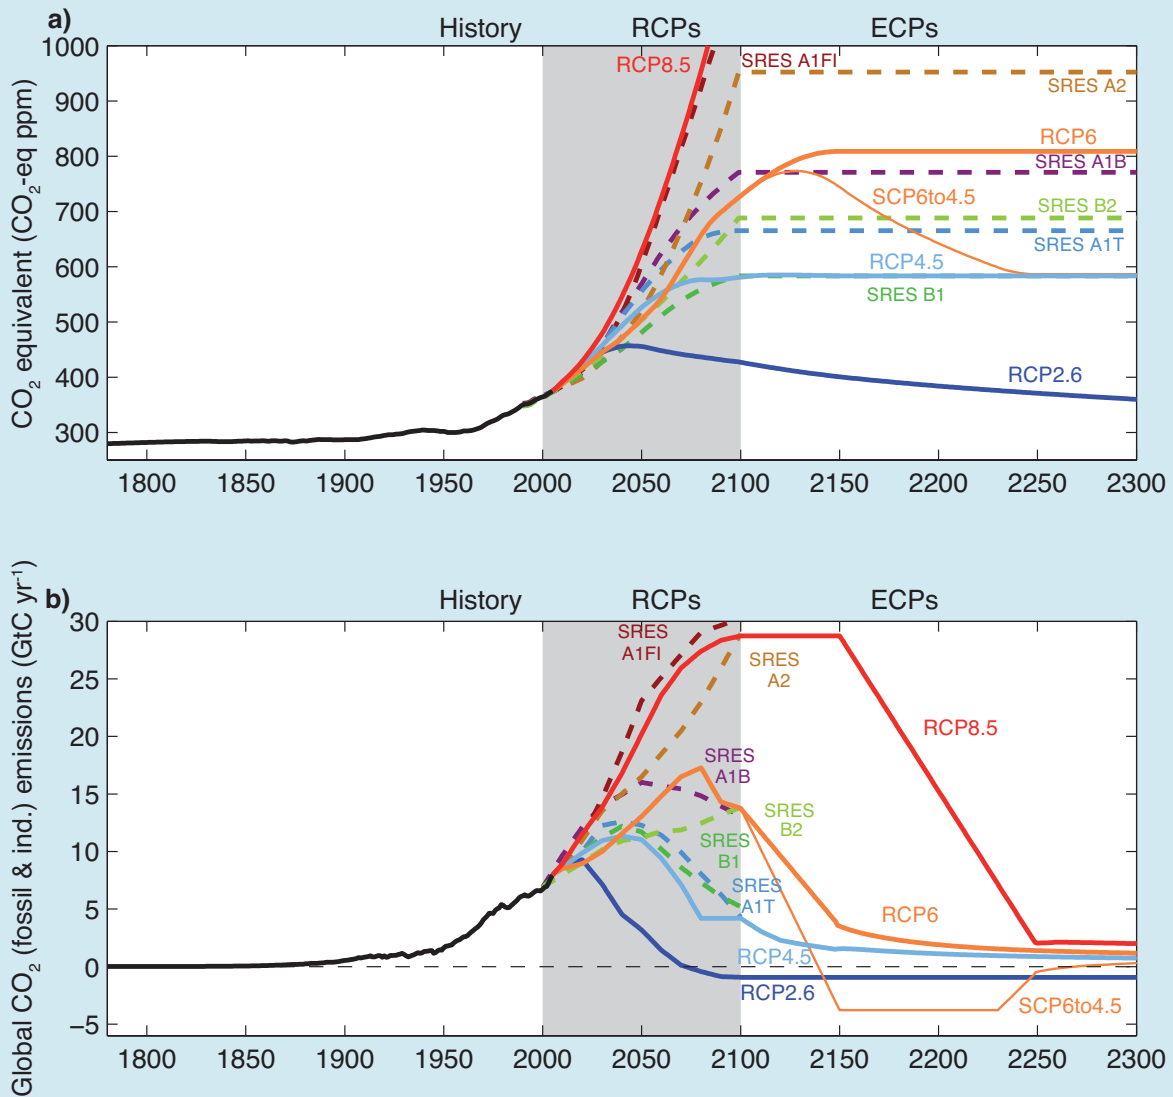 a)
History
RCPs
ECPs
CO₂ equivalent (CO₂-eq ppm)
1000
900
800
700
600
500
400
300
RCP8.5
SRES A1FI
SRES A2
RCP6
SRES A1B
SCP6to4.5
SRES B2
SRES A1T
RCP4.5
SRES B1
RCP2.6
1800 1850 1900 1950 2000 2050 2100 2150 2200 2250 2300
b)
History
RCPs
ECPs
Global CO₂ (fossil & ind.) emissions (GtC yr⁻¹)
30
25
20
15
10
5
0
−5
SRES
A1FI
SRES
A2
RCP8.5
SRES
A1B
SRES
B2
SRES
B1
SRES
A1T
RCP6
RCP4.5
RCP2.6
SCP6to4.5
1800 1850 1900 1950 2000 2050 2100 2150 2200 2250 2300